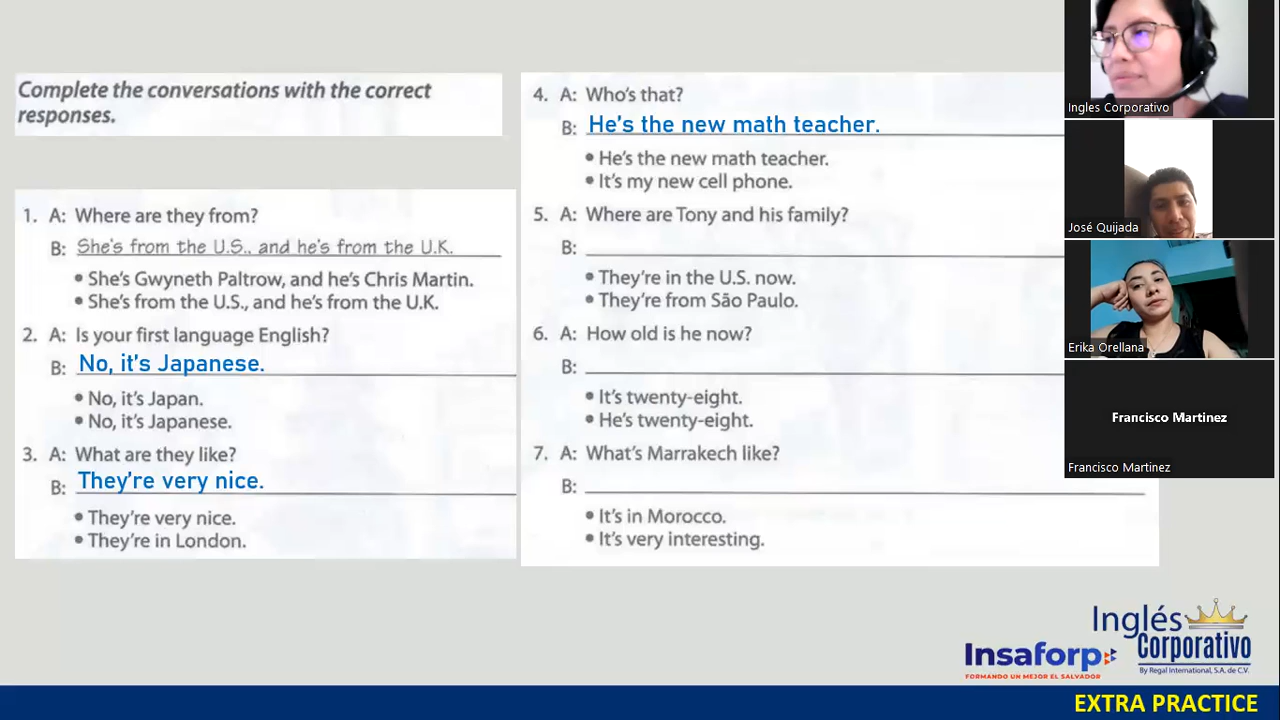 Complete the conversations with the correct
responses.
1. A: Where are they from?
B: She's from the U.S., and he's from the U.K.
• She's Gwyneth Paltrow, and he's Chris Martin.
• She's from the U.S., and he's from the U.K.
2. A: Is your first language English?
B: No, it's Japanese.
• No, it's Japan.
• No, it's Japanese.
3. A: What are they like?
B: They're very nice.
• They're very nice.
• They're in London.
4. A: Who's that?
B: He's the new math teacher.
• He's the new math teacher.
• It's my new cell phone.
5. A: Where are Tony and his family?
B:
• They're in the U.S. now.
• They're from São Paulo.
6. A: How old is he now?
B:
• It's twenty-eight.
• He's twenty-eight.
7. A: What's Marrakech like?
B:
• It's in Morocco.
• It's very interesting.
Ingles Corporativo
José Quijada
Erika Orellana
Francisco Martinez
Francisco Martinez
Insaforp
FORMANDO UN MEJOR EL SALVADOR
Inglés
Corporativo
By Regal International, S.A. de C.V.
EXTRA PRACTICE